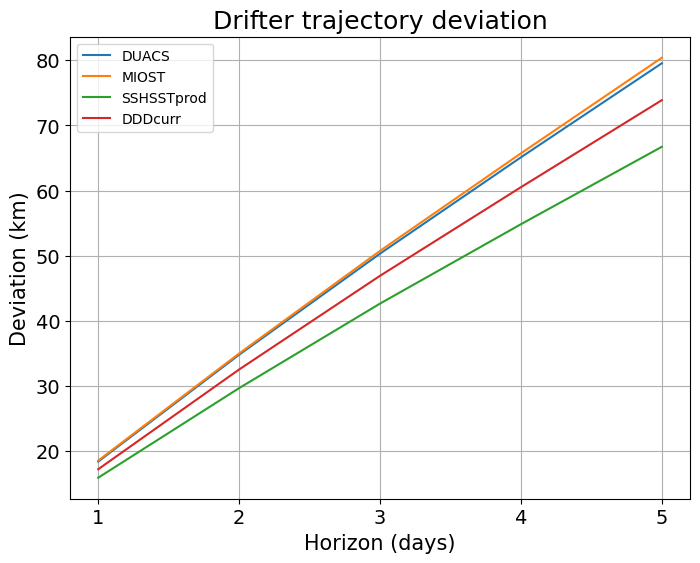 Drifter trajectory deviation
DUACS
MIOST
SSHSSTprod
DDDcurr
80
70
60
50
40
30
20
Deviation (km)
1 2 3 4 5
Horizon (days)